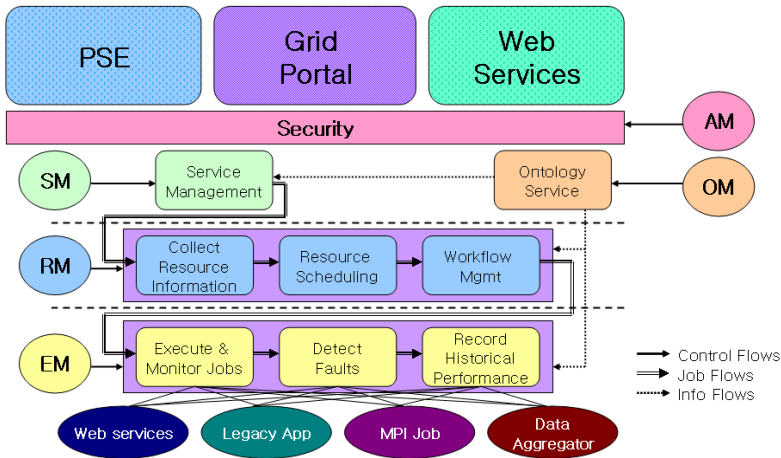 PSE
Grid
Portal
Web
Services
Security
AM
SM
Service
Management
Ontology
Service
OM
RM
Collect
Resource
Information
Resource
Scheduling
Workflow
Mgmt
EM
Execute &
Monitor Jobs
Detect
Faults
Record
Historical
Performance
Control Flows
Job Flows
Info Flows
Web services
Legacy App
MPI Job
Data
Aggregator